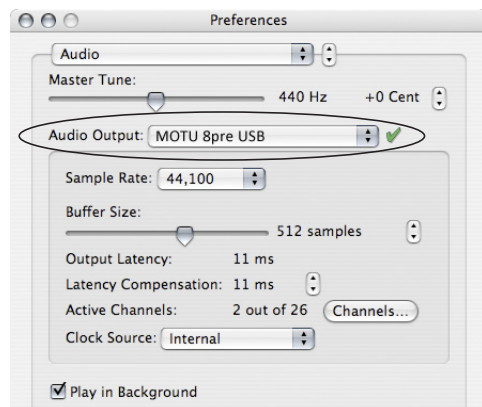 Preferences
Audio
Master Tune:
440 Hz +0 Cent
Audio Output: MOTU 8pre USB
Sample Rate: 44,100
Buffer Size:
512 samples
Output Latency: 11 ms
Latency Compensation: 11 ms
Active Channels: 2 out of 26 Channels...
Clock Source: Internal
Play in Background